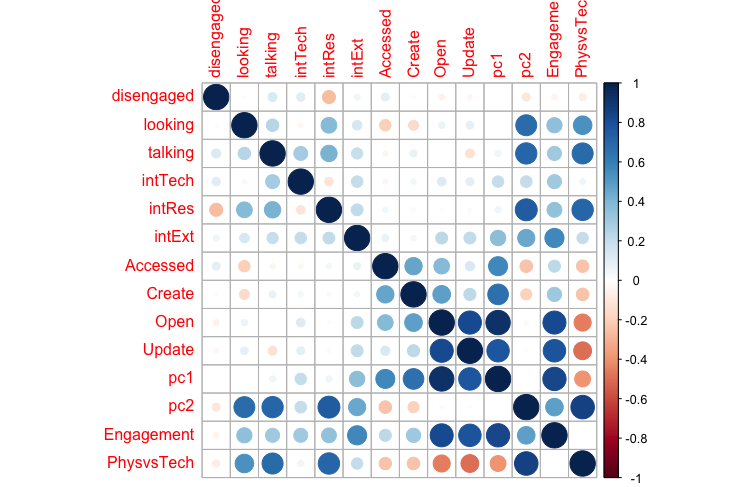 disengaged
looking
talking
intTech
intRes
intExt
Accessed
Create
Open
Update
pc1
pc2
Engageme
PhysvsTec
disengaged
looking
talking
intTech
intRes
intExt
Accessed
Create
Open
Update
pc1
pc2
Engagement
PhysvsTech
1
0.8
0.6
0.4
0.2
0
-0.2
-0.4
-0.6
-0.8
-1